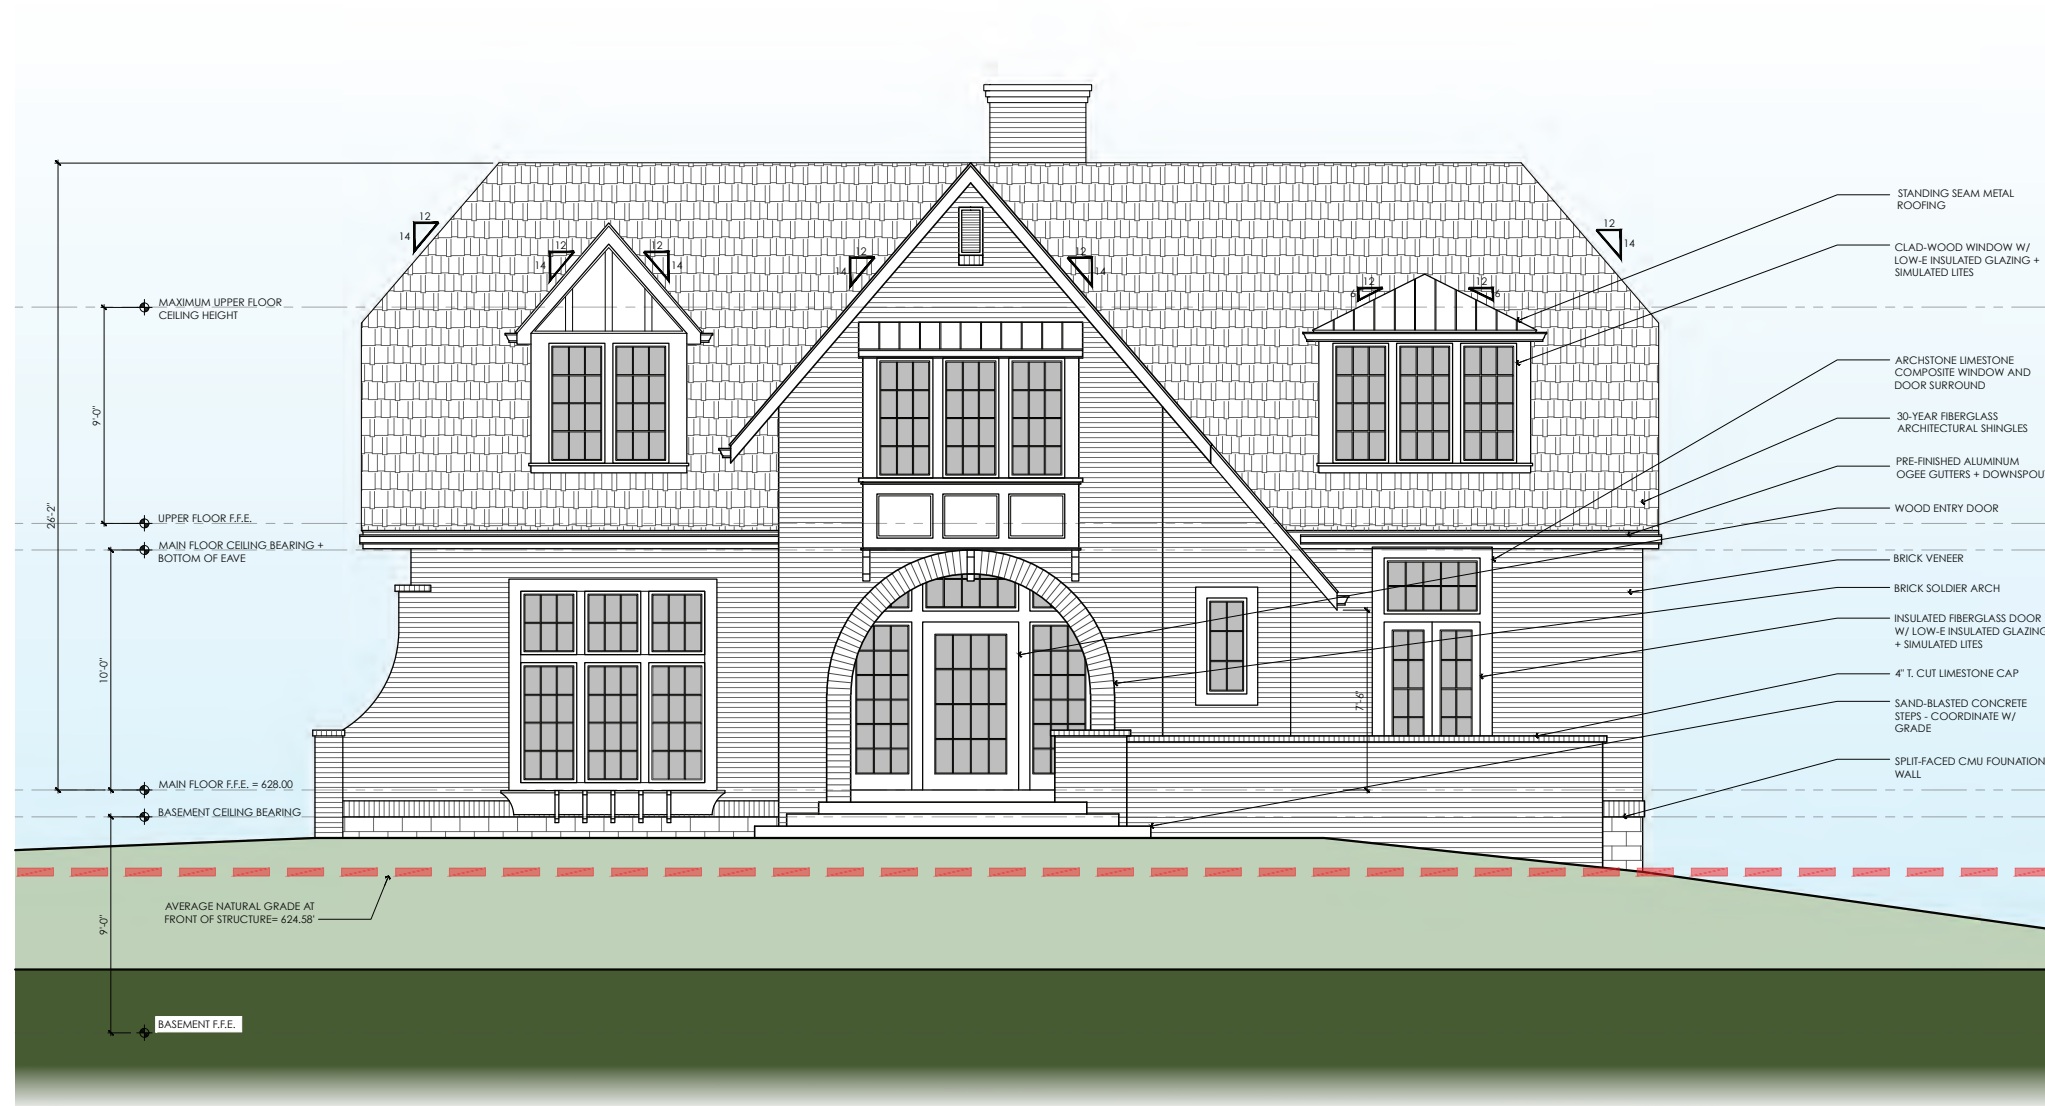 12
14
12
14
12
14
12
14
12
14
12
14
12
6
12
6
26'-2"
9'-0"
10'-0"
9'-0"
7'-6"
MAXIMUM UPPER FLOOR
CEILING HEIGHT
UPPER FLOOR F.F.E.
MAIN FLOOR CEILING BEARING +
BOTTOM OF EAVE
MAIN FLOOR F.F.E. = 628.00
BASEMENT CEILING BEARING
AVERAGE NATURAL GRADE AT
FRONT OF STRUCTURE= 624.58'
BASEMENT F.F.E.
STANDING SEAM METAL
ROOFING
CLAD-WOOD WINDOW W/
LOW-E INSULATED GLAZING +
SIMULATED LITES
ARCHSTONE LIMESTONE
COMPOSITE WINDOW AND
DOOR SURROUND
30-YEAR FIBERGLASS
ARCHITECTURAL SHINGLES
PRE-FINISHED ALUMINUM
OGEE GUTTERS + DOWNSPOU
WOOD ENTRY DOOR
BRICK VENEER
BRICK SOLDIER ARCH
INSULATED FIBERGLASS DOOR
W/ LOW-E INSULATED GLAZING
+ SIMULATED LITES
4" T. CUT LIMESTONE CAP
SAND-BLASTED CONCRETE
STEPS - COORDINATE W/
GRADE
SPLIT-FACED CMU FOUNATION
WALL